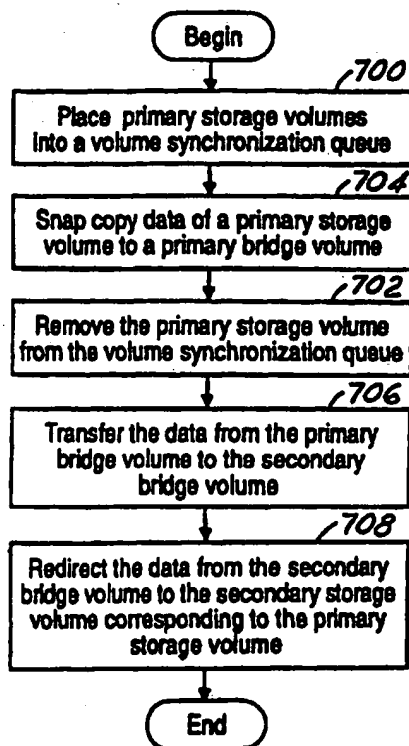 Begin
700
Place primary storage volumes
into a volume synchronization queue
704
Snap copy data of a primary storage
volume to a primary bridge volume
702
Remove the primary storage volume
from the volume synchronization queue
706
Transfer the data from the primary
bridge volume to the secondary
bridge volume
708
Redirect the data from the secondary
bridge volume to the secondary storage
volume corresponding to the primary
storage volume
End